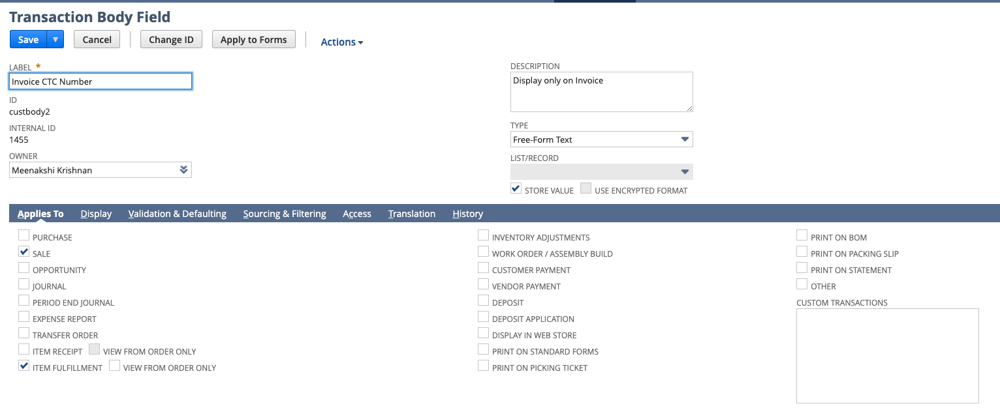 Transaction Body Field
Save
Cancel
Change ID
Apply to Forms
Actions
LABEL *
Invoice CTC Number
ID
custbody2
INTERNAL ID
1455
OWNER
Meenakshi Krishnan
DESCRIPTION
Display only on Invoice
TYPE
Free-Form Text
LIST/RECORD
STORE VALUE
USE ENCRYPTED FORMAT
Applies To
Display
Validation & Defaulting
Sourcing & Filtering
Access
Translation
History
PURCHASE
SALE
OPPORTUNITY
JOURNAL
PERIOD END JOURNAL
EXPENSE REPORT
TRANSFER ORDER
ITEM RECEIPT
VIEW FROM ORDER ONLY
ITEM FULFILLMENT
VIEW FROM ORDER ONLY
INVENTORY ADJUSTMENTS
WORK ORDER / ASSEMBLY BUILD
CUSTOMER PAYMENT
VENDOR PAYMENT
DEPOSIT
DEPOSIT APPLICATION
DISPLAY IN WEB STORE
PRINT ON STANDARD FORMS
PRINT ON PICKING TICKET
PRINT ON BOM
PRINT ON PACKING SLIP
PRINT ON STATEMENT
OTHER
CUSTOM TRANSACTIONS